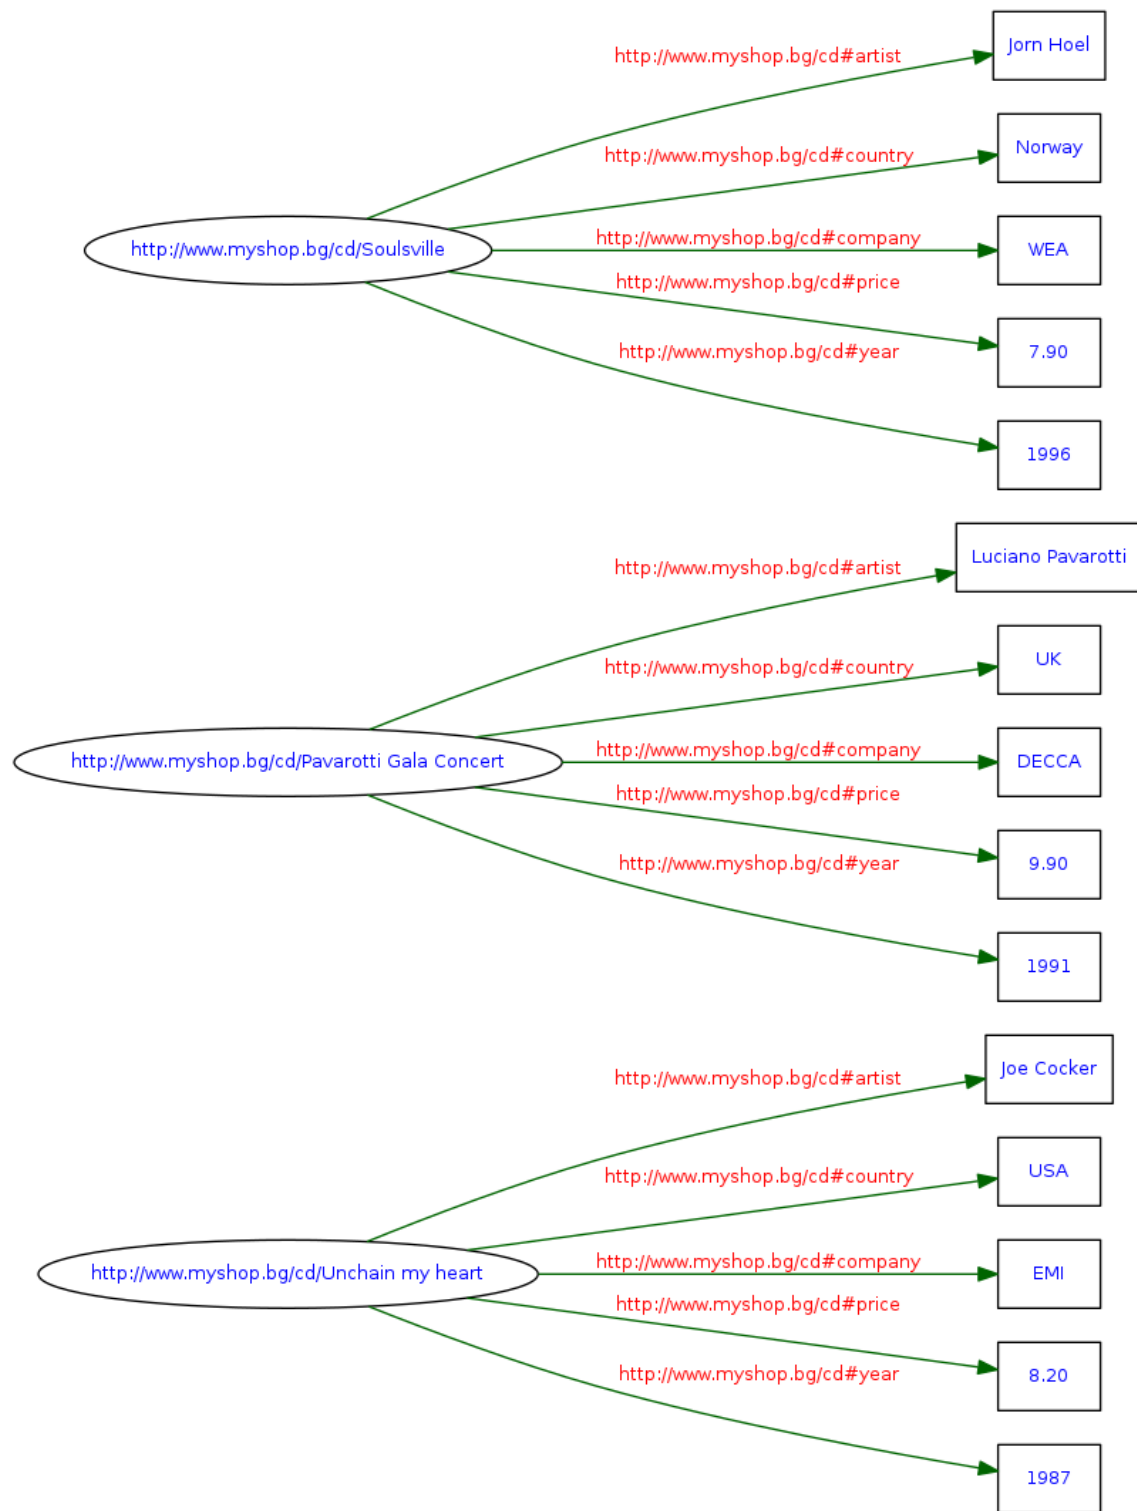 Jorn Hoel
http://www.myshop.bg/cd#artist
Norway
http://www.myshop.bg/cd#country
http://www.myshop.bg/cd/Soulsville
http://www.myshop.bg/cd#company
WEA
http://www.myshop.bg/cd#price
7.90
http://www.myshop.bg/cd#year
1996
Luciano Pavarotti
http://www.myshop.bg/cd#artist
UK
http://www.myshop.bg/cd#country
http://www.myshop.bg/cd/Pavarotti Gala Concert
http://www.myshop.bg/cd#company
DECCA
http://www.myshop.bg/cd#price
9.90
http://www.myshop.bg/cd#year
1991
Joe Cocker
http://www.myshop.bg/cd#artist
USA
http://www.myshop.bg/cd#country
http://www.myshop.bg/cd/Unchain my heart
http://www.myshop.bg/cd#company
EMI
http://www.myshop.bg/cd#price
8.20
http://www.myshop.bg/cd#year
1987